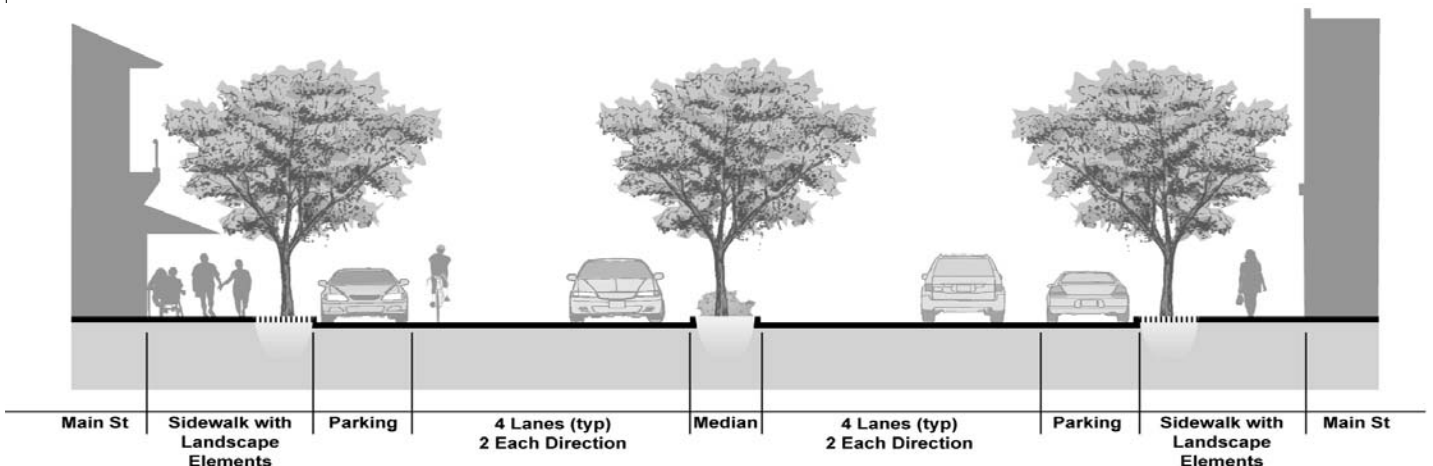 Main St
Sidewalk with
Landscape
Elements
Parking
4 Lanes (typ)
2 Each Direction
Median
4 Lanes (typ)
2 Each Direction
Parking
Sidewalk with
Landscape
Elements
Main St